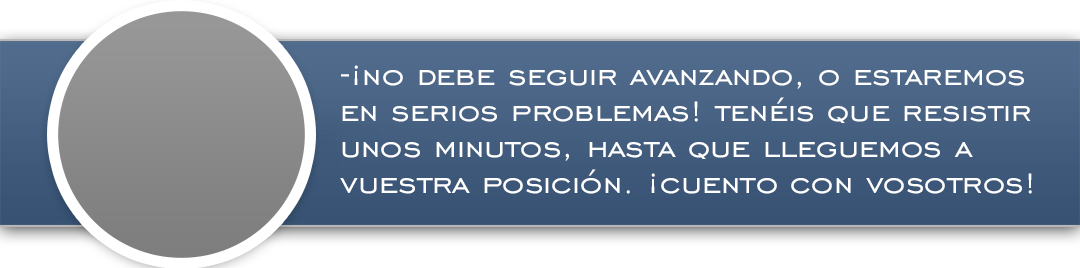 -¡NO DEBE SEGUIR AVANZANDO, O ESTAREMOS
EN SERIOS PROBLEMAS! TENÉIS QUE RESISTIR
UNOS MINUTOS, HASTA QUE LLEGUEMOS A
VUESTRA POSICIÓN. ¡CUENTO CON VOSOTROS!